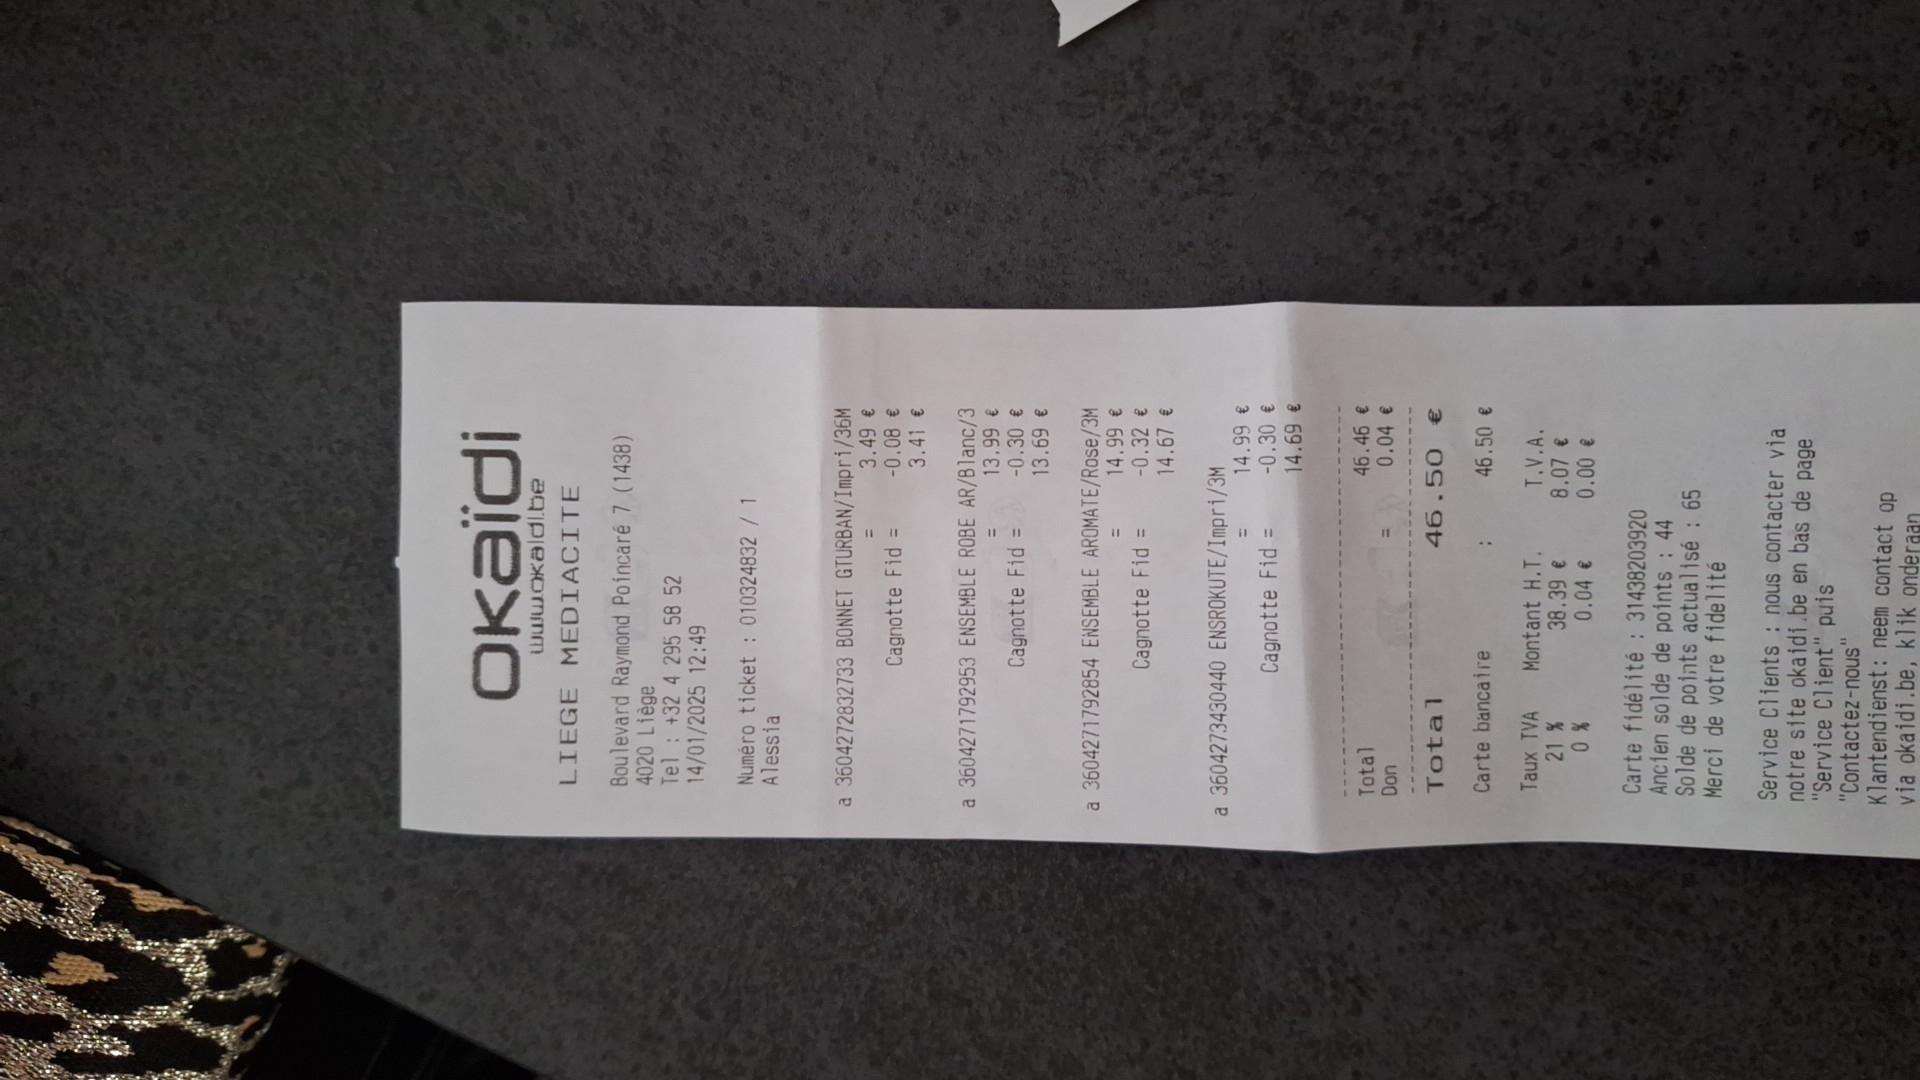 oKaïdi
www.okaidi.be
LIEGE MEDIACITE
Boulevard Raymond Poincaré 7 (1438)
4020 Liège
Tel : +32 4 295 58 52
14/01/2025 12:49
Numéro ticket : 010324832 / 1
Alessia
a 3604272832733 BONNET GTURBAN/Impri/36M
= 3.49 €
Cagnotte Fid = -0.08 €
3.41 €
a 3604271792953 ENSEMBLE ROBE AR/Blanc/3
= 13.99 €
Cagnotte Fid = -0.30 €
13.69 €
a 3604271792854 ENSEMBLE AROMATE/Rose/3M
= 14.99 €
Cagnotte Fid = -0.32 €
14.67 €
a 3604273430440 ENSROKUTE/Impri/3M
= 14.99 €
Cagnotte Fid = -0.30 €
14.69 €
Total 46.46 €
Don = 0.04 €
Total 46.50 €
Carte bancaire : 46.50 €
Taux TVA Montant H.T. T.V.A.
21 % 38.39 € 8.07 €
0 % 0.04 € 0.00 €
Carte fidélité : 31438203920
Ancien solde de points : 44
Solde de points actualisé : 65
Merci de votre fidelité
Service Clients : nous contacter via
notre site okaidi.be en bas de page
"Service Client" puis
"Contactez-nous"
Klantendienst: neem contact op
via okaidi.be, klik onderaan